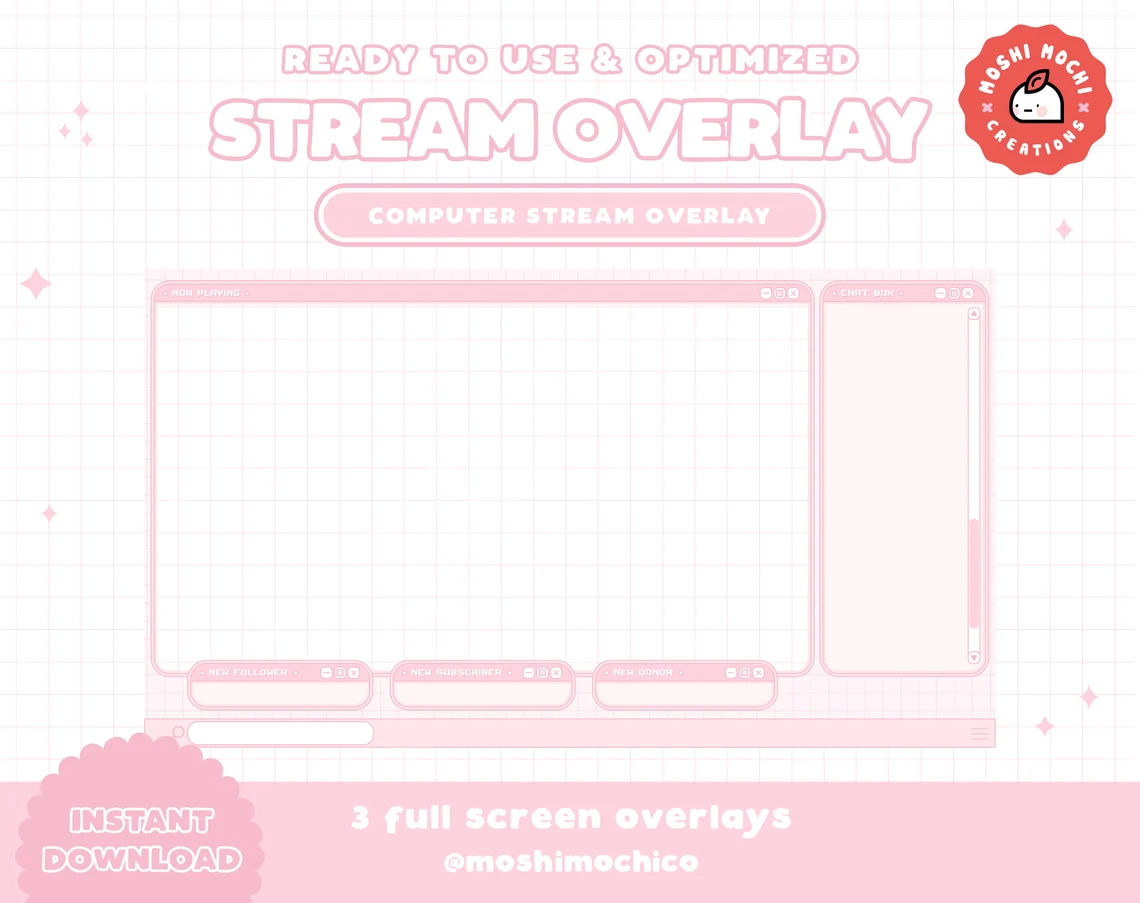 READY TO USE & OPTIMIZED
STREAM OVERLAY
MOSHI MOCHI
CREATIONS
COMPUTER STREAM OVERLAY
NOW PLAYING
CHAT BOX
NEW FOLLOWER
NEW SUBSCRIBER
NEW DONOR
INSTANT
DOWNLOAD
3 full screen overlays
@moshimochico